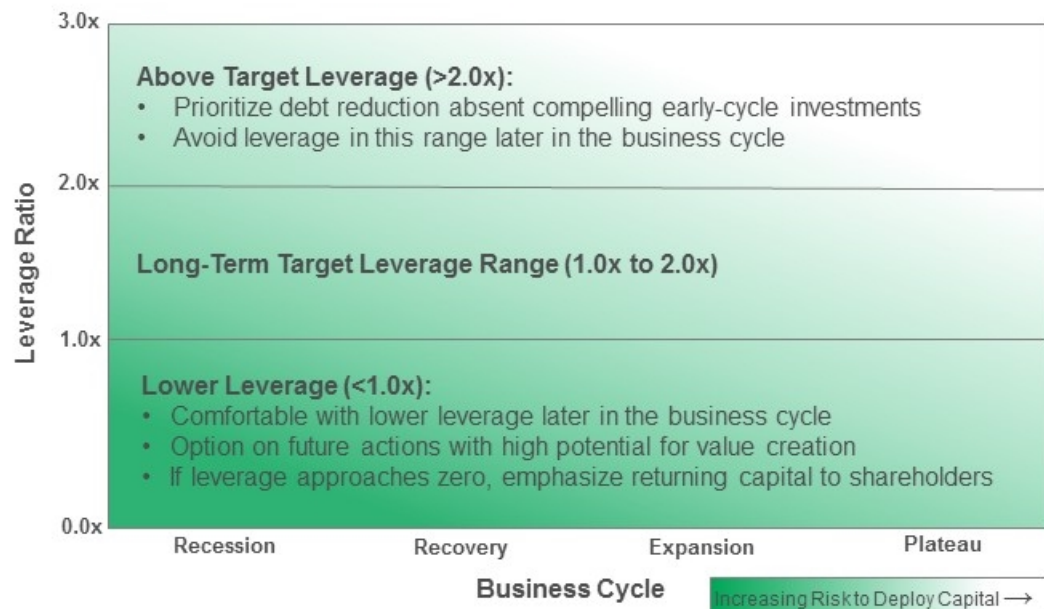 3.0x
Above Target Leverage (>2.0x):
• Prioritize debt reduction absent compelling early-cycle investments
• Avoid leverage in this range later in the business cycle
2.0x
Leverage Ratio
Long-Term Target Leverage Range (1.0x to 2.0x)
1.0x
Lower Leverage (<1.0x):
• Comfortable with lower leverage later in the business cycle
• Option on future actions with high potential for value creation
• If leverage approaches zero, emphasize returning capital to shareholders
0.0x
Recession Recovery Expansion Plateau
Business Cycle
Increasing Risk to Deploy Capital →